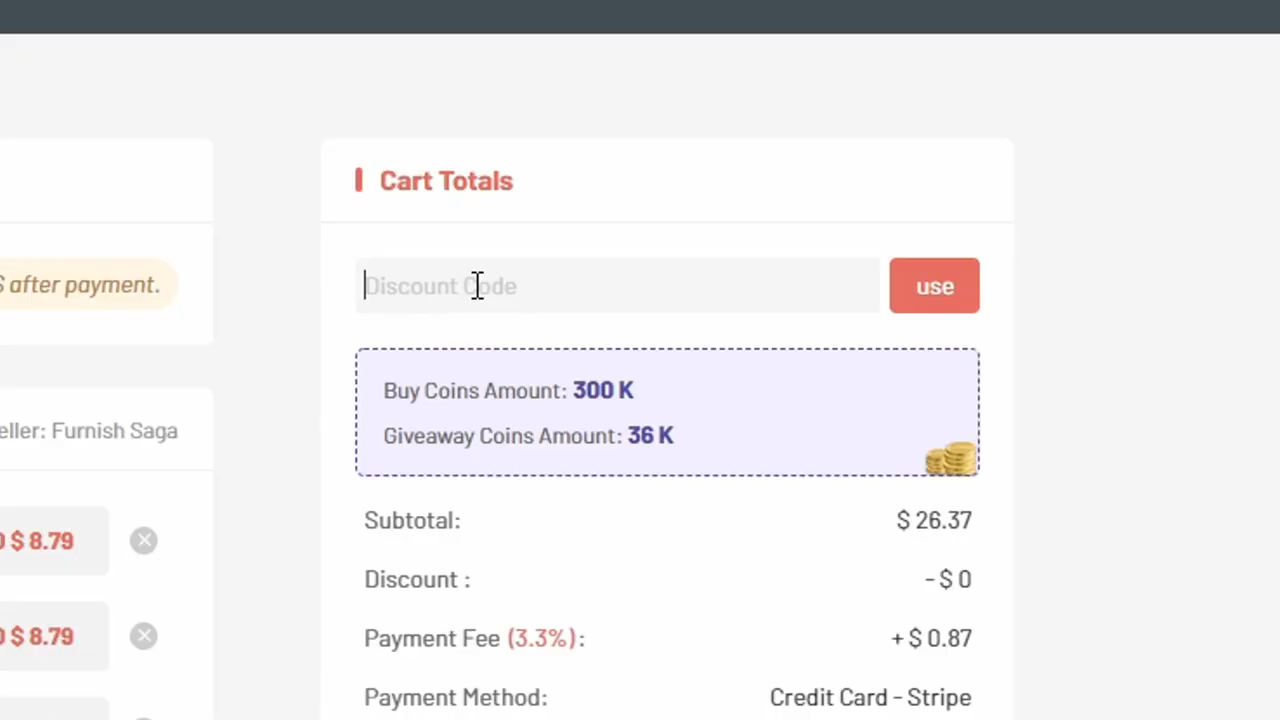 Cart Totals
after payment.
Discount Code
use
Buy Coins Amount: 300 K
Giveaway Coins Amount: 36 K
eller: Furnish Saga
Subtotal: $ 26.37
$ 8.79
Discount : - $ 0
$ 8.79
Payment Fee (3.3%) : + $ 0.87
Payment Method: Credit Card - Stripe